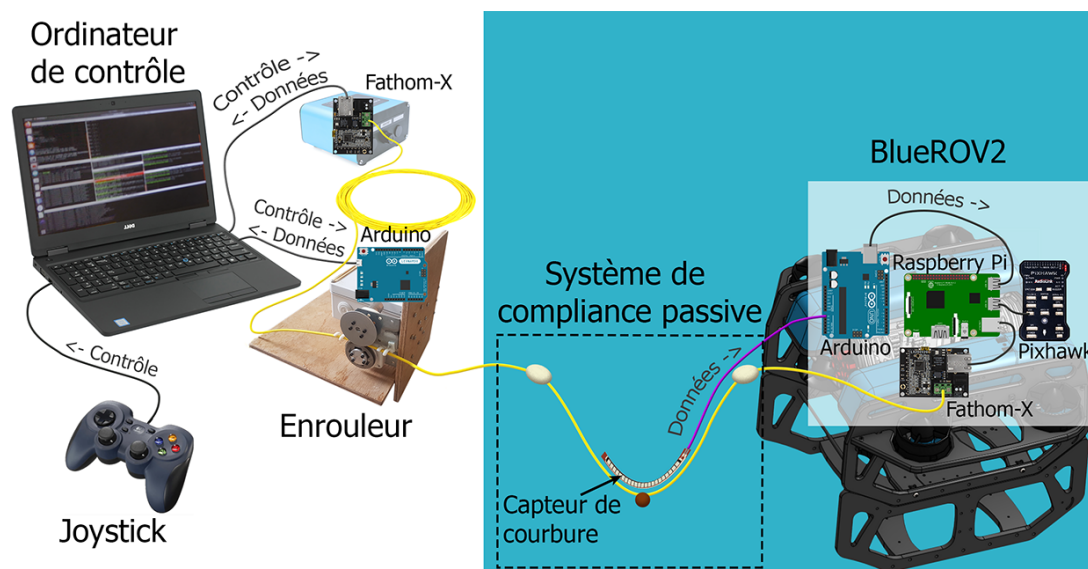 Ordinateur
de contrôle
Contrôle ->
<- Données
Fathom-X
Contrôle ->
<- Données
Arduino
<- Contrôle
Enrouleur
Joystick
BlueROV2
Données ->
Raspberry Pi
PIXHAWK
Arduino
Pixhawk
Fathom-X
Système de
compliance passive
Données ->
Capteur de
courbure